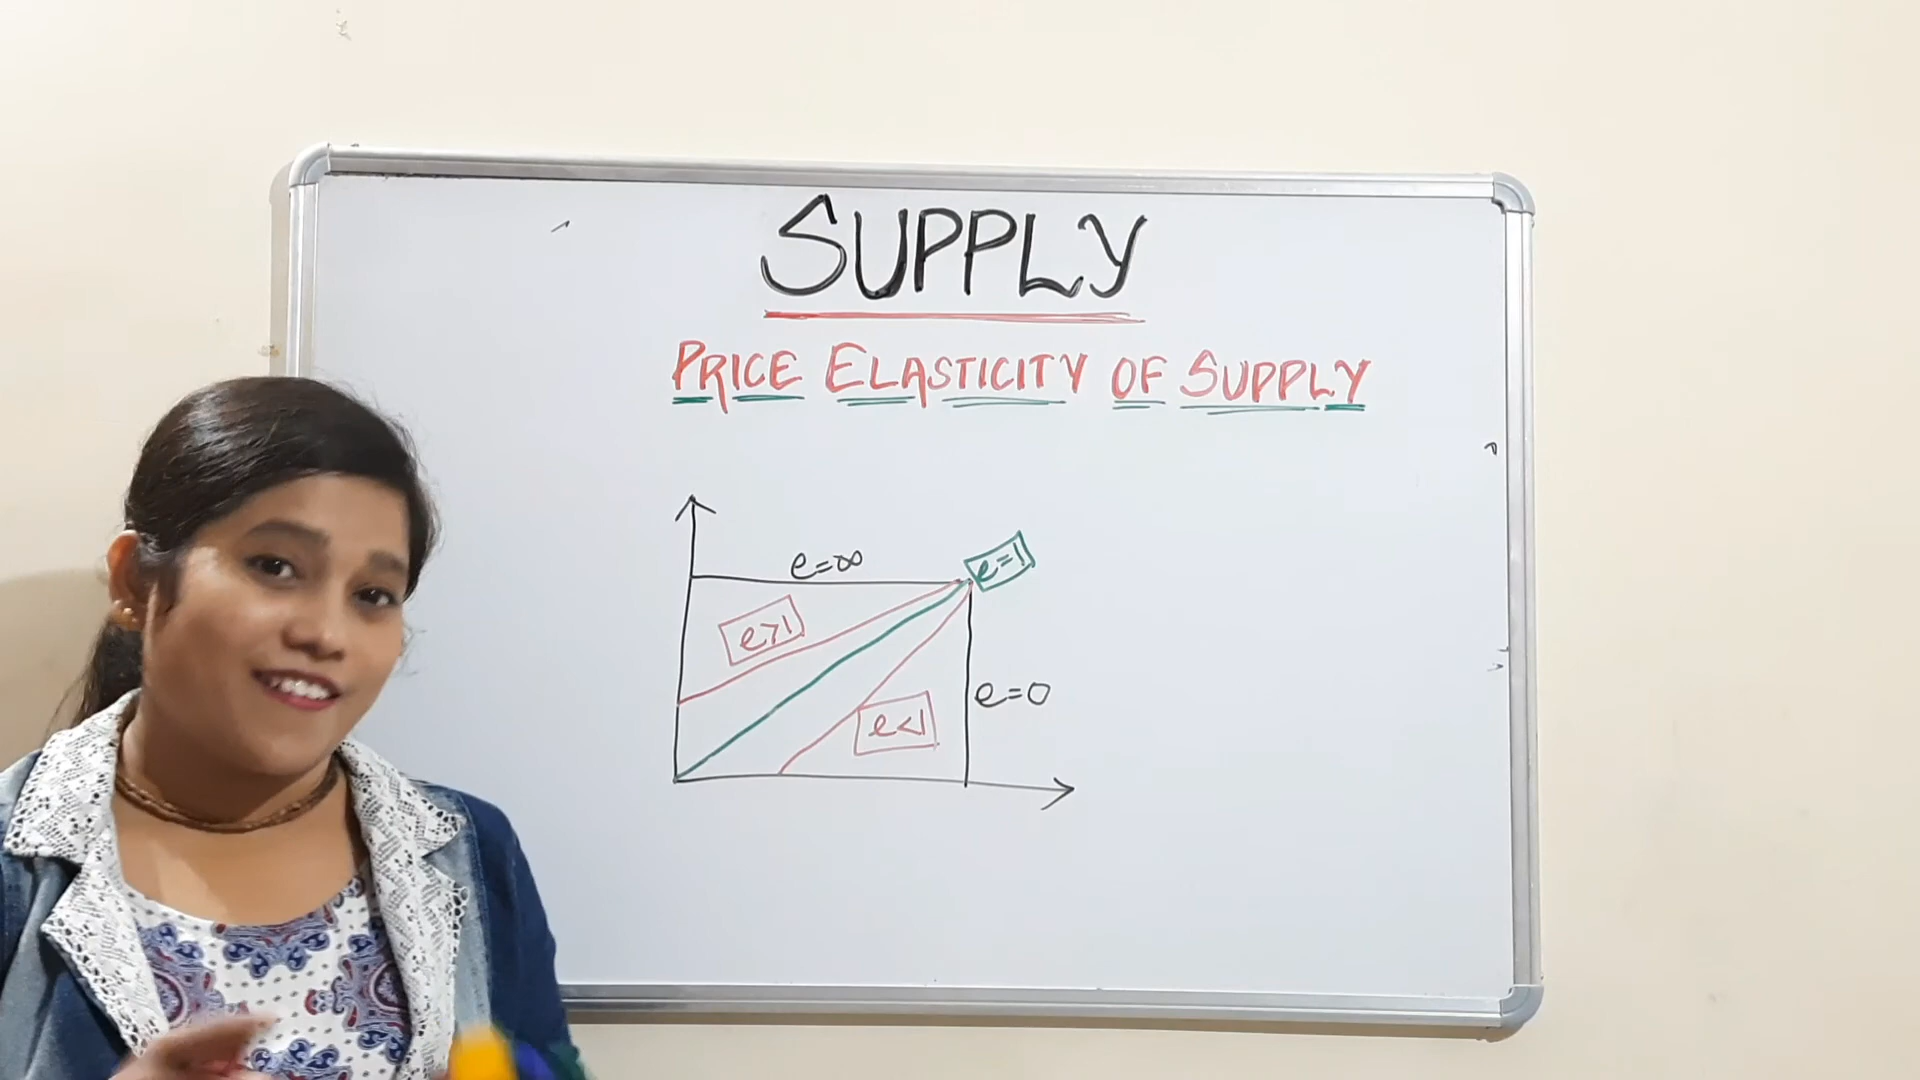 SUPPLY
PRICE ELASTICITY OF SUPPLY
e=∞
e=1
e>1
e=0
e<1